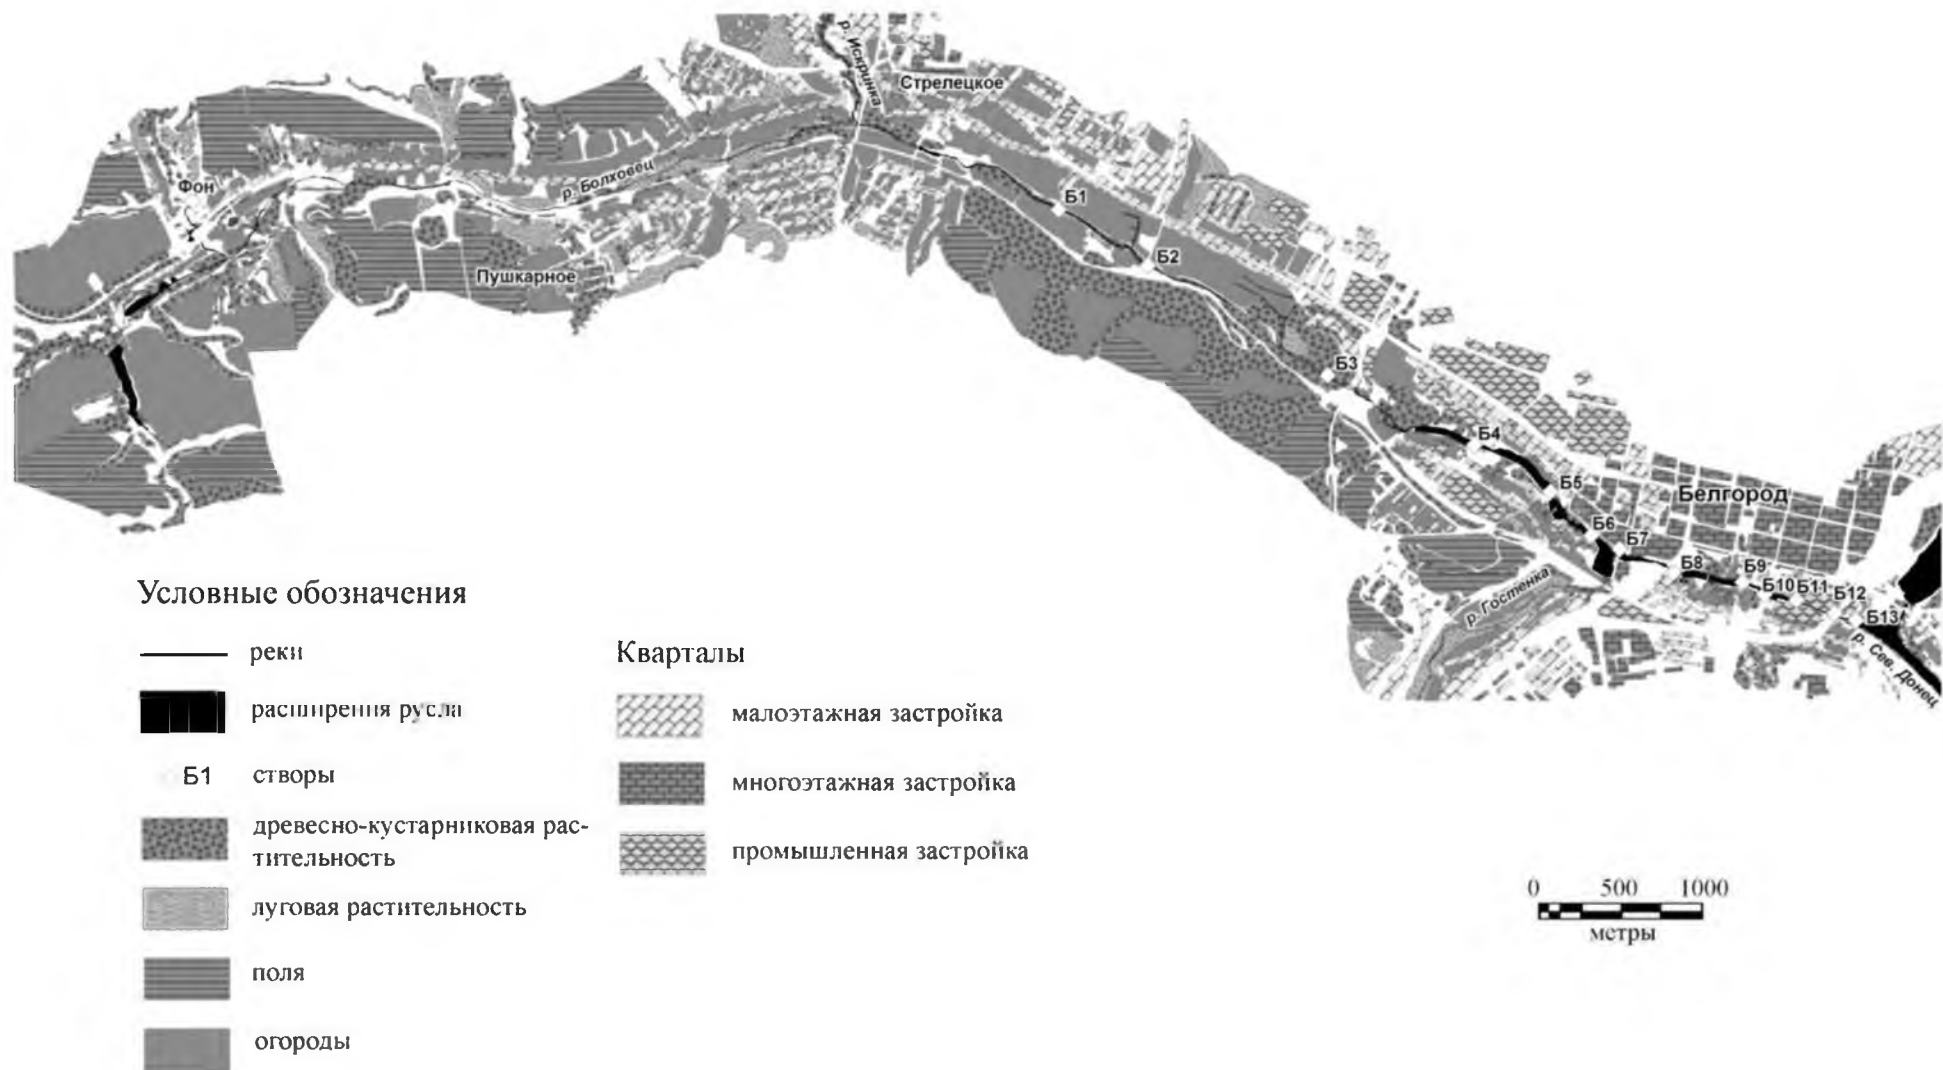 р. Искринка
Стрелецкое
Фон
р. Болховец
Б1
Пушкарное
Б2
Б3
Б4
Б5
Белгород
Б6
Б7
Б8
Б9
Б10
Б11
Б12
Б13
р. Гостенка
р. Сев. Донец
Условные обозначения
реки
расширения русла
Б1
створы
древесно-кустарниковая рас-
тительность
луговая растительность
поля
огороды
Кварталы
малоэтажная застройка
многоэтажная застройка
промышленная застройка
0 500 1000
метры